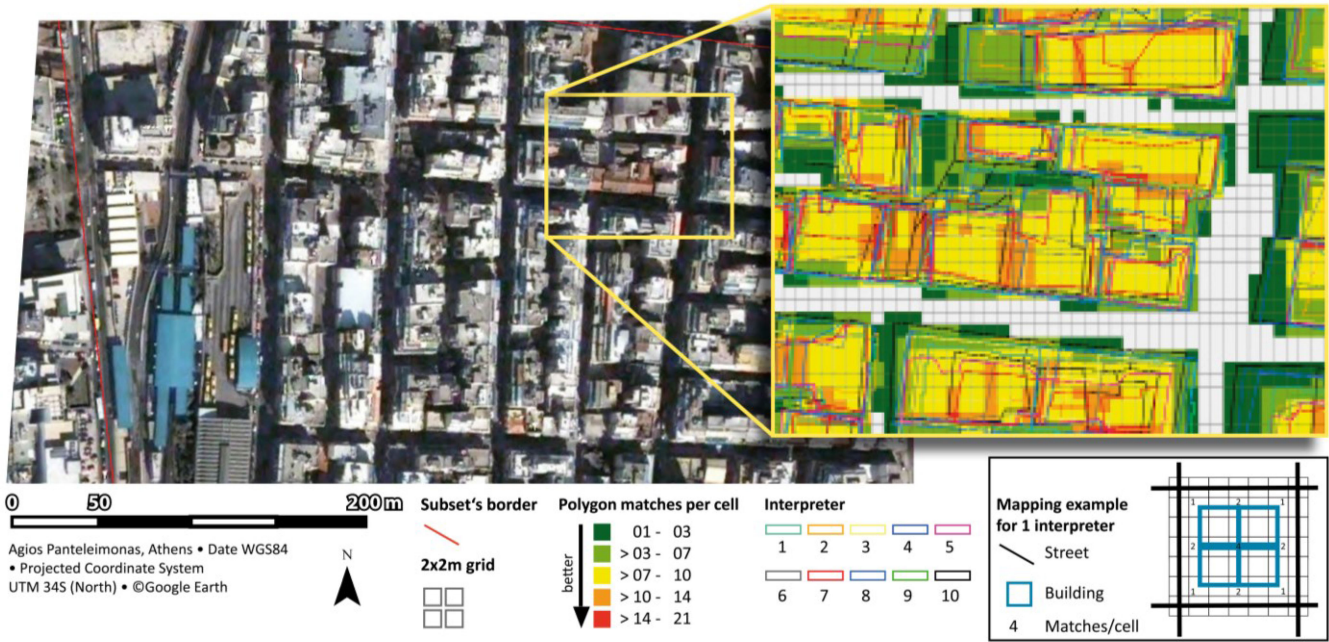 0 50 200 m
Agios Panteleimonas, Athens • Date WGS84
• Projected Coordinate System
UTM 34S (North) • ©Google Earth
N
Subset's border
2x2m grid
Polygon matches per cell
better
01 - 03
> 03 - 07
> 07 - 10
> 10 - 14
> 14 - 21
Interpreter
1 2 3 4 5
6 7 8 9 10
Mapping example
for 1 interpreter
Street
Building
4 Matches/cell
1 2 1
2 2
1 2 1